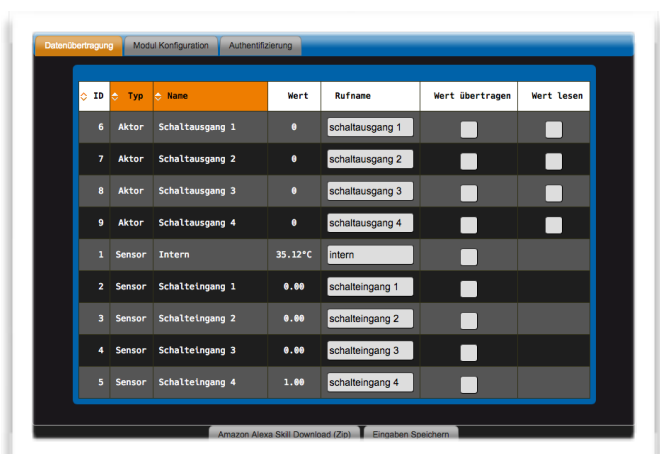 Datenübertragung Modul Konfiguration Authentifizierung
ID Typ Name Wert Rufname Wert übertragen Wert lesen
6 Aktor Schaltausgang 1 0 schaltausgang 1
7 Aktor Schaltausgang 2 0 schaltausgang 2
8 Aktor Schaltausgang 3 0 schaltausgang 3
9 Aktor Schaltausgang 4 0 schaltausgang 4
1 Sensor Intern 35.12°C intern
2 Sensor Schalteingang 1 0.00 schalteingang 1
3 Sensor Schalteingang 2 0.00 schalteingang 2
4 Sensor Schalteingang 3 0.00 schalteingang 3
5 Sensor Schalteingang 4 1.00 schalteingang 4
Amazon Alexa Skill Download (Zip) Eingaben Speichern